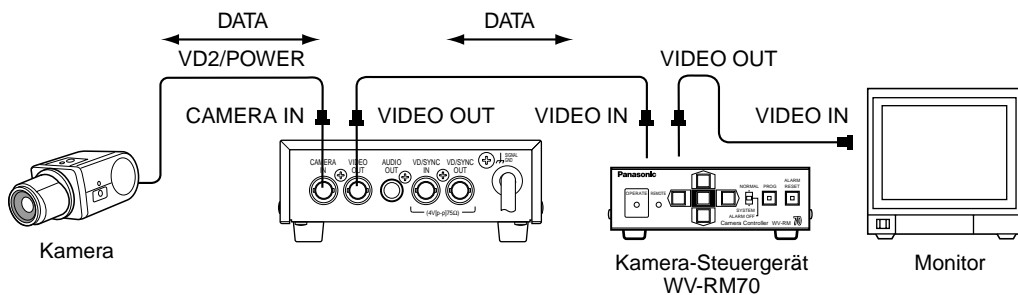 DATA
DATA
VD2/POWER
VIDEO OUT
CAMERA IN
VIDEO OUT
VIDEO IN
VIDEO IN
CAMERA IN
VIDEO OUT
AUDIO OUT
VD/SYNC IN
VD/SYNC OUT
SIGNAL GND
(4V[p-p]75Ω)
Panasonic
OPERATE
REMOTE
NORMAL
PROG
ALARM RESET
SYSTEM
ALARM OFF
Camera Controller WV-RM 70
Kamera
Kamera-Steuergerät
WV-RM70
Monitor